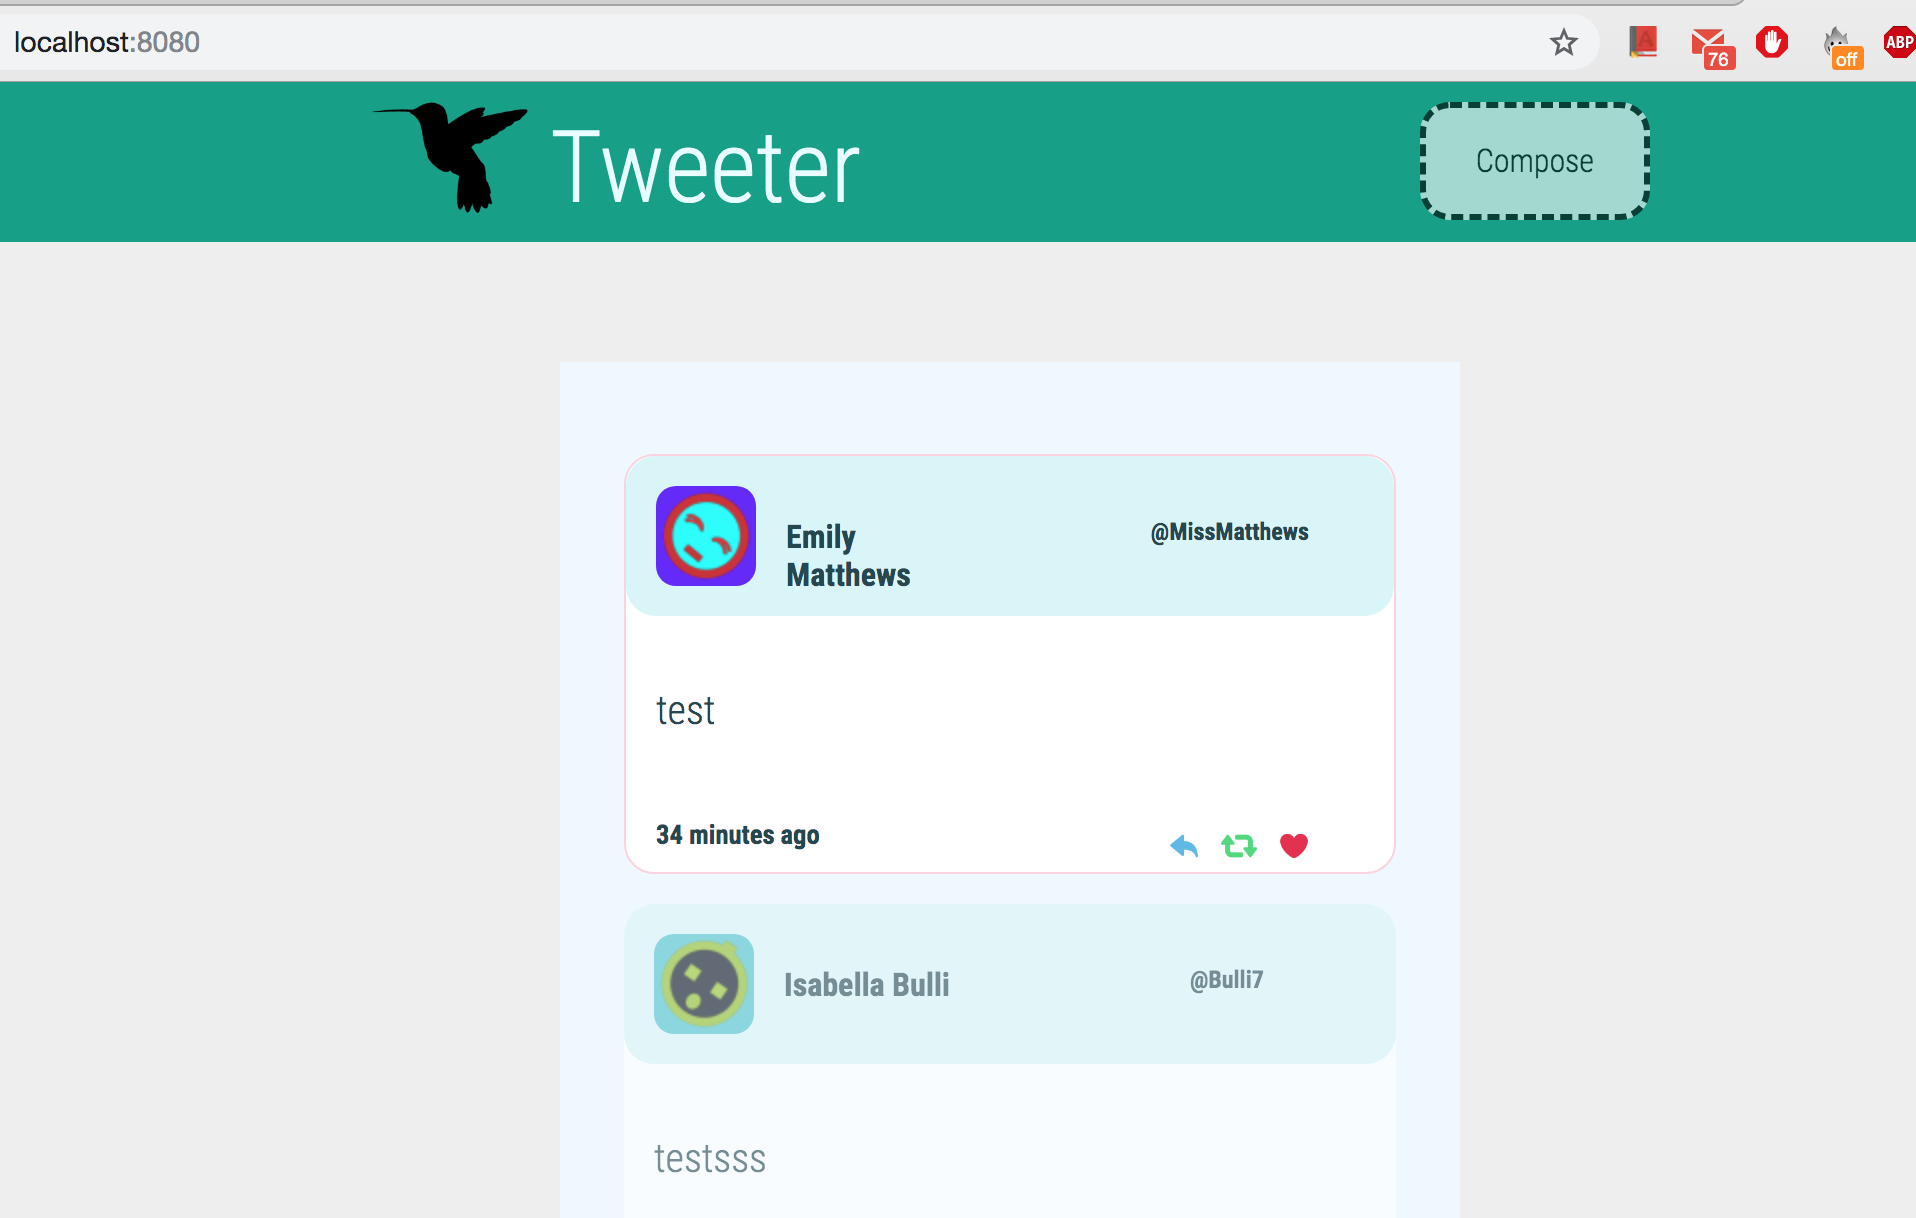 localhost:8080
76
off
ABP
Tweeter
Compose
Emily
Matthews
@MissMatthews
test
34 minutes ago
Isabella Bulli
@Bulli7
testsss